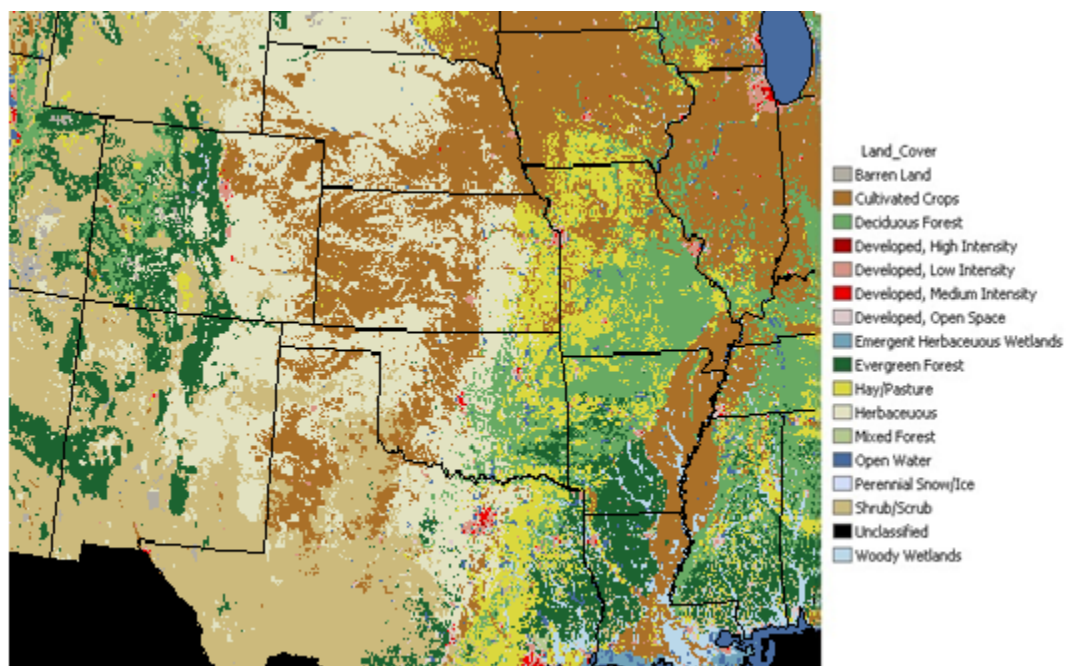 Land_Cover
Barren Land
Cultivated Crops
Deciduous Forest
Developed, High Intensity
Developed, Low Intensity
Developed, Medium Intensity
Developed, Open Space
Emergent Herbaceuous Wetlands
Evergreen Forest
Hay/Pasture
Herbaceuous
Mixed Forest
Open Water
Perennial Snow/Ice
Shrub/Scrub
Unclassified
Woody Wetlands